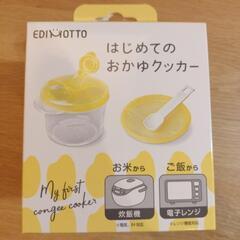 EDIMOTTO
はじめての
おかゆクッカー
お米から
ご飯から
炊飯機
電子レンジ
My first
congee cooker